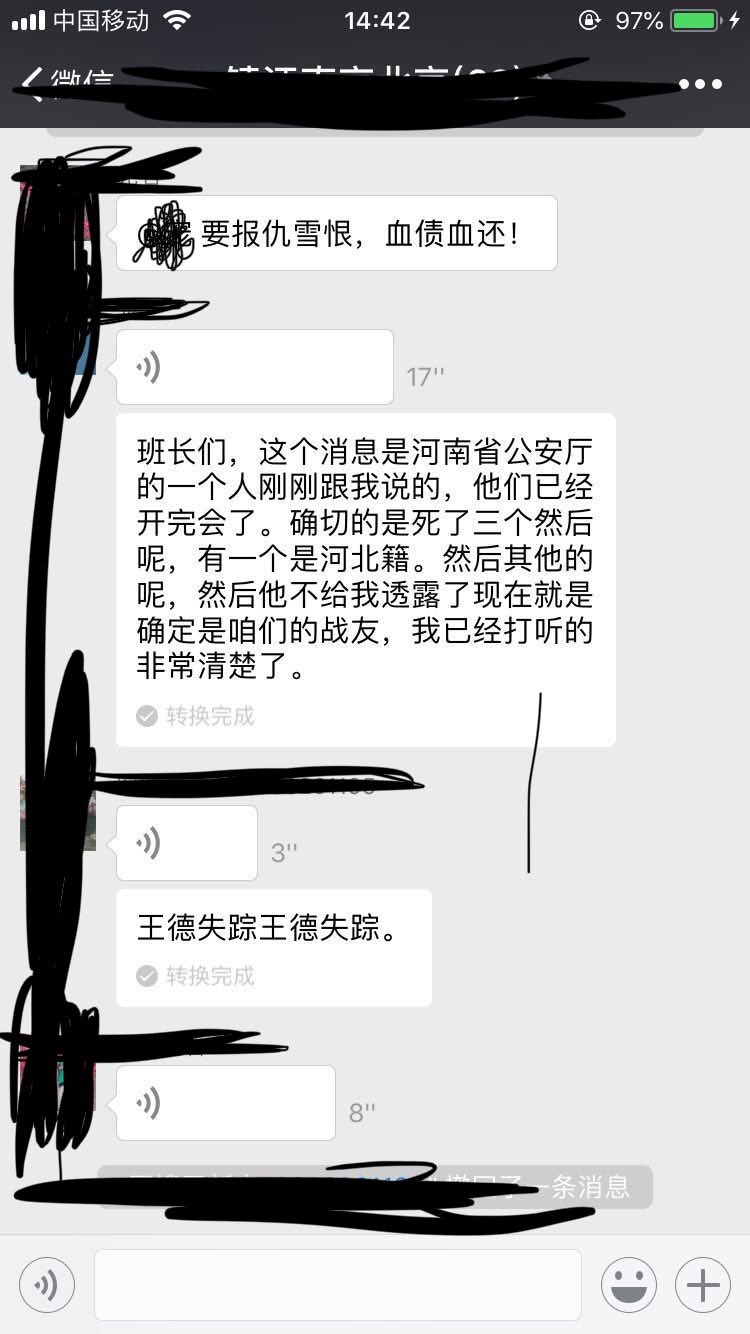 中国移动 14:42 97%
微信
要报仇雪恨，血债血还！
17''
班长们，这个消息是河南省公安厅
的一个人刚刚跟我说的，他们已经
开完会了。确切的是死了三个然后
呢，有一个是河北籍。然后其他的
呢，然后他不给我透露了现在就是
确定是咱们的战友，我已经打听的
非常清楚了。
转换完成
3''
王德失踪王德失踪。
转换完成
8''
一条消息